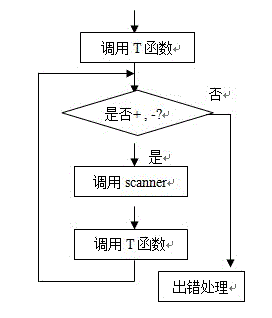 调用 T 函数
否
是否+ , -?
是
调用 scanner
调用 T 函数
出错处理